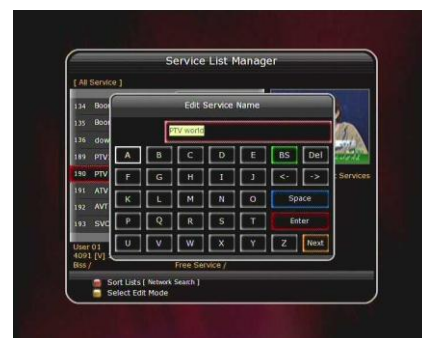 Service List Manager
[ All Service ]
134 Boo
135 Boo
136 dow
189 PTV
190 PTV
191 ATV
192 AVT
193 SVC
Edit Service Name
PTV world
A B C D E BS Del
F G H I J <- ->
K L M N O Space
P Q R S T Enter
U V W X Y Z Next
Services
User 01
4091 [V]
Biss / Free Service /
Sort Lists [ Network Search ]
Select Edit Mode